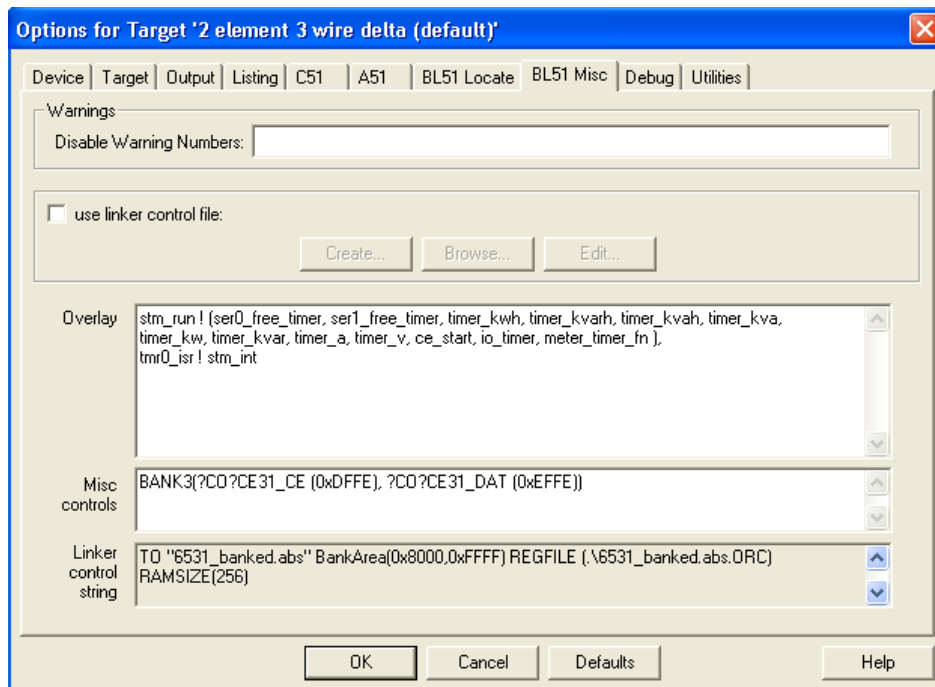 Options for Target '2 element 3 wire delta (default)'
Device Target Output Listing C51 A51 BL51 Locate BL51 Misc Debug Utilities
Warnings
Disable Warning Numbers:
use linker control file:
Create... Browse... Edit...
Overlay
stm_run ! (ser0_free_timer, ser1_free_timer, timer_kwh, timer_kvarh, timer_kvah, timer_kva,
timer_kw, timer_kvar, timer_a, timer_v, ce_start, io_timer, meter_timer_fn ),
tmr0_isr ! stm_int
Misc
controls
BANK3(?CO?CE31_CE (0xDFFE), ?CO?CE31_DAT (0xEFFE))
Linker
control
string
TO "6531_banked.abs" BankArea(0x8000,0xFFFF) REGFILE (.\6531_banked.abs.ORC)
RAMSIZE(256)
OK Cancel Defaults Help